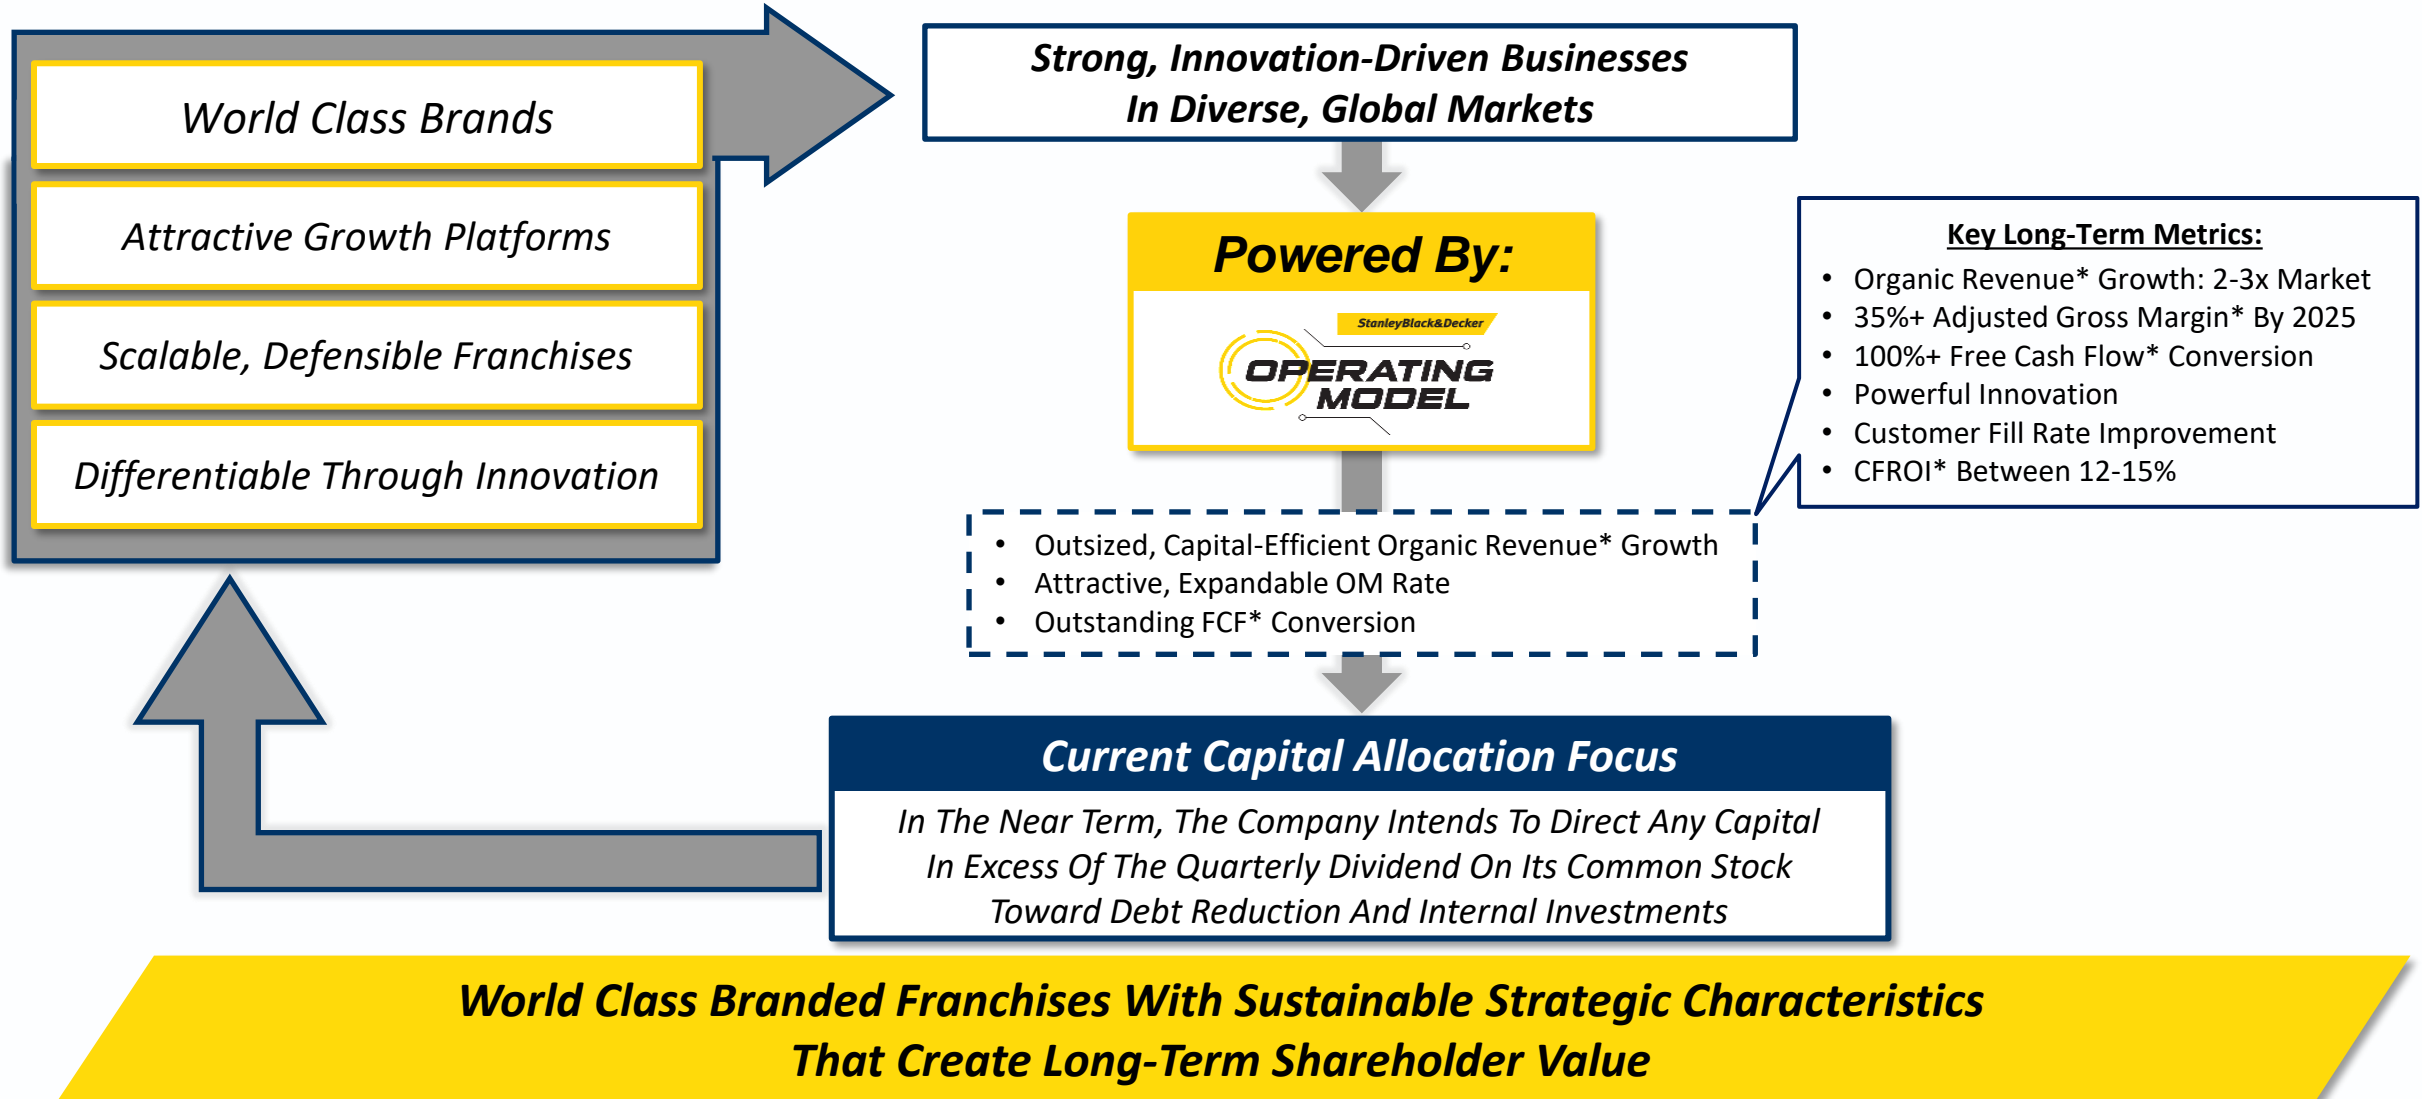 World Class Brands
Attractive Growth Platforms
Scalable, Defensible Franchises
Differentiable Through Innovation
Strong, Innovation-Driven Businesses
In Diverse, Global Markets
Powered By:
StanleyBlack&Decker
OPERATING
MODEL
Key Long-Term Metrics:
• Organic Revenue* Growth: 2-3x Market
• 35%+ Adjusted Gross Margin* By 2025
• 100%+ Free Cash Flow* Conversion
• Powerful Innovation
• Customer Fill Rate Improvement
• CFROI* Between 12-15%
• Outsized, Capital-Efficient Organic Revenue* Growth
• Attractive, Expandable OM Rate
• Outstanding FCF* Conversion
Current Capital Allocation Focus
In The Near Term, The Company Intends To Direct Any Capital
In Excess Of The Quarterly Dividend On Its Common Stock
Toward Debt Reduction And Internal Investments
World Class Branded Franchises With Sustainable Strategic Characteristics
That Create Long-Term Shareholder Value